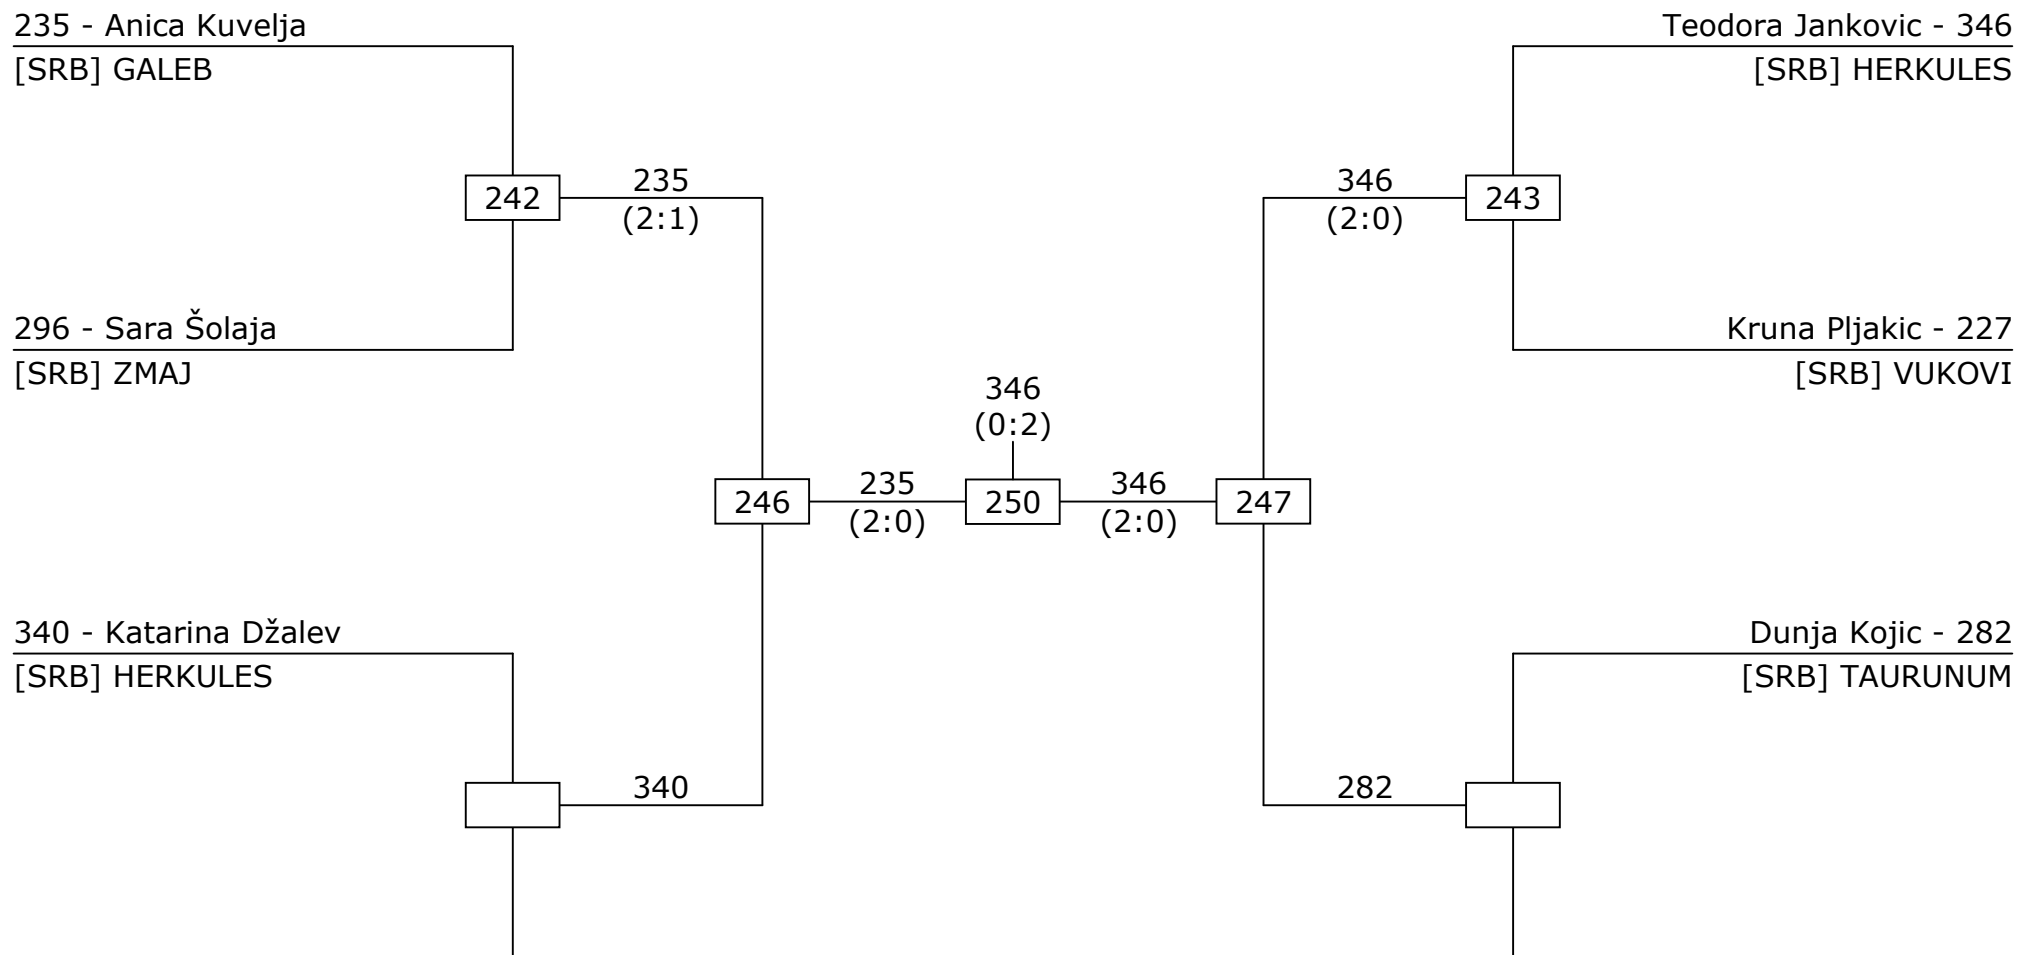 235 - Anica Kuvelja
[SRB] GALEB
Teodora Jankovic - 346
[SRB] HERKULES
242
235
(2:1)
346
(2:0)
243
296 - Sara Šolaja
[SRB] ZMAJ
Kruna Pljakic - 227
[SRB] VUKOVI
346
(0:2)
246
235
(2:0)
250
346
(2:0)
247
340 - Katarina Džalev
[SRB] HERKULES
Dunja Kojic - 282
[SRB] TAURUNUM
340
282